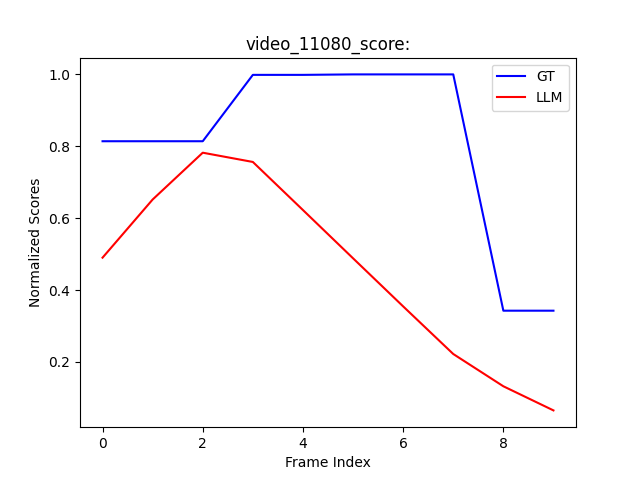 video_11080_score:
GT
LLM
Normalized Scores
1.0
0.8
0.6
0.4
0.2
0 2 4 6 8
Frame Index